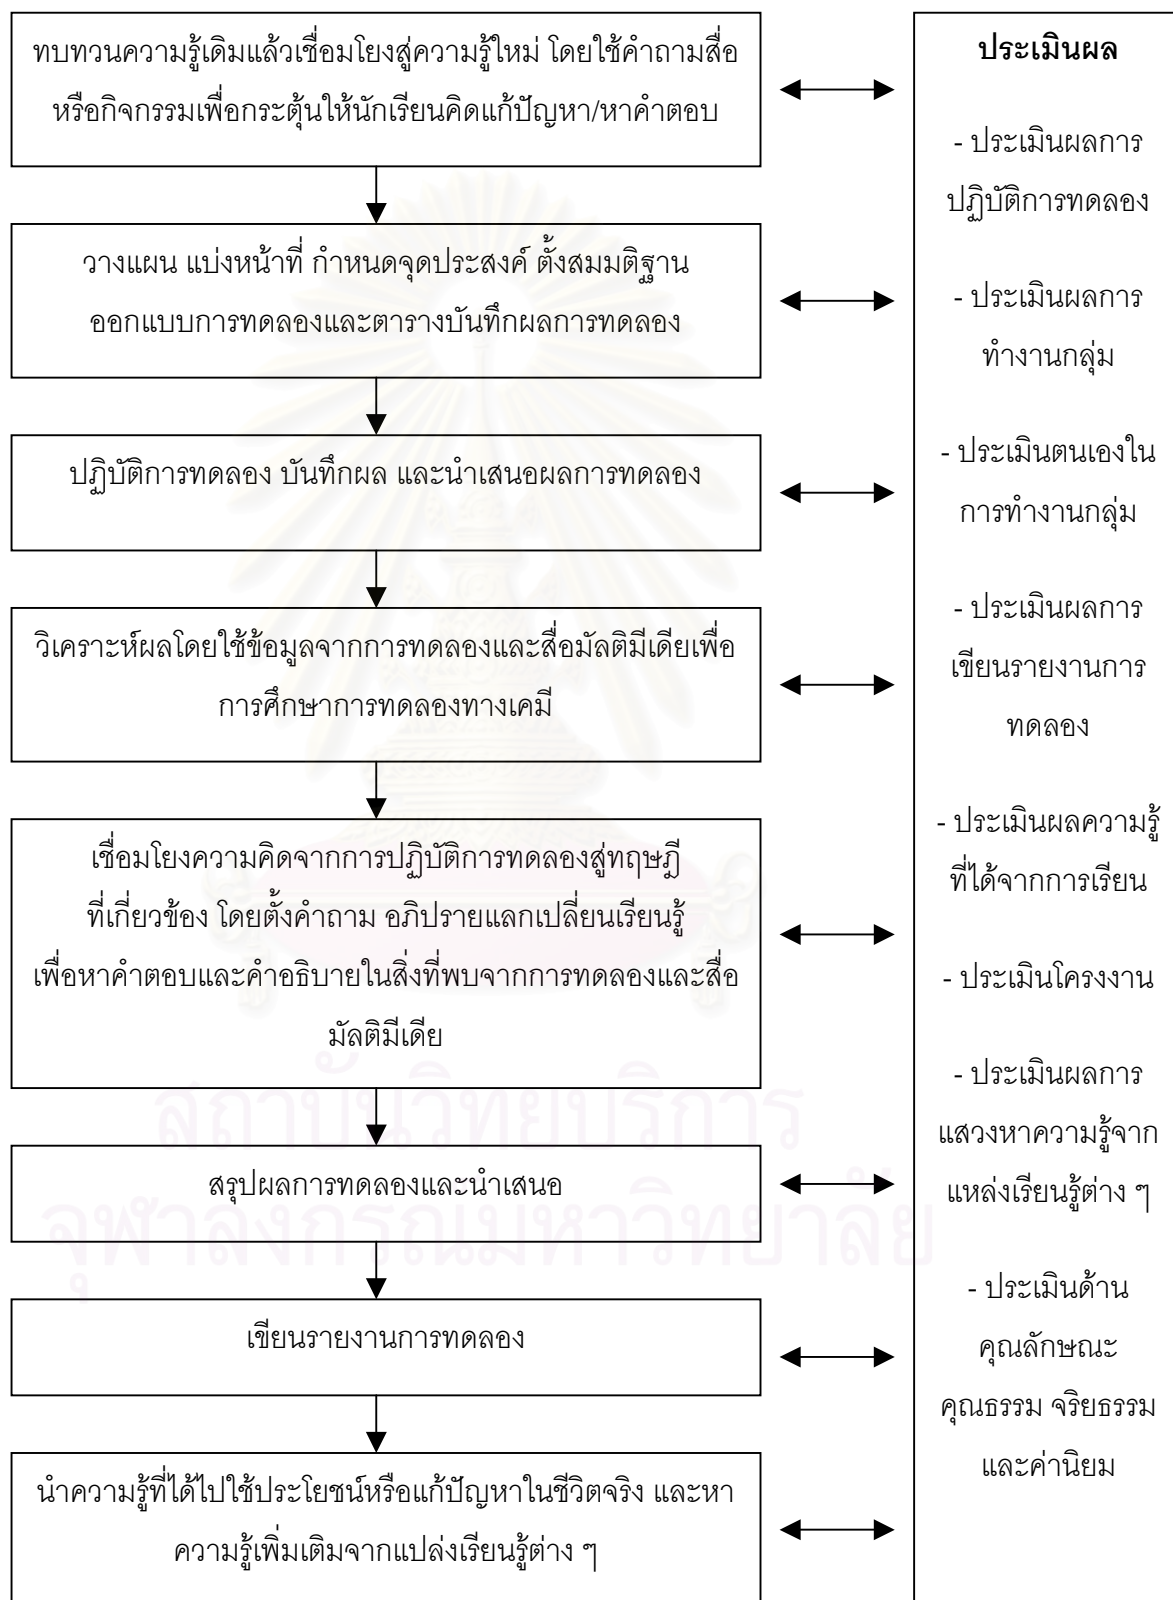 ทบทวนความรู้เดิมแล้วเชื่อมโยงสู่ความรู้ใหม่ โดยใช้คำถามสื่อ
หรือกิจกรรมเพื่อกระตุ้นให้นักเรียนคิดแก้ปัญหา/หาคำตอบ
วางแผน แบ่งหน้าที่ กำหนดจุดประสงค์ ตั้งสมมติฐาน
ออกแบบการทดลองและตารางบันทึกผลการทดลอง
ปฏิบัติการทดลอง บันทึกผล และนำเสนอผลการทดลอง
วิเคราะห์ผลโดยใช้ข้อมูลจากการทดลองและสื่อมัลติมีเดียเพื่อ
การศึกษาการทดลองทางเคมี
เชื่อมโยงความคิดจากการปฏิบัติการทดลองสู่ทฤษฎี
ที่เกี่ยวข้อง โดยตั้งคำถาม อภิปรายแลกเปลี่ยนเรียนรู้
เพื่อหาคำตอบและคำอธิบายในสิ่งที่พบจากการทดลองและสื่อ
มัลติมีเดีย
สรุปผลการทดลองและนำเสนอ
เขียนรายงานการทดลอง
นำความรู้ที่ได้ไปใช้ประโยชน์หรือแก้ปัญหาในชีวิตจริง และหา
ความรู้เพิ่มเติมจากแปล่งเรียนรู้ต่าง ๆ
ประเมินผล
- ประเมินผลการ
ปฏิบัติการทดลอง
- ประเมินผลการ
ทำงานกลุ่ม
- ประเมินตนเองใน
การทำงานกลุ่ม
- ประเมินผลการ
เขียนรายงานการ
ทดลอง
- ประเมินผลความรู้
ที่ได้จากการเรียน
- ประเมินโครงงาน
- ประเมินผลการ
แสวงหาความรู้จาก
แหล่งเรียนรู้ต่าง ๆ
- ประเมินด้าน
คุณลักษณะ
คุณธรรม จริยธรรม
และค่านิยม
สถาบันวิทยบริการ
จุฬาลงกรณ์มหาวิทยาลัย